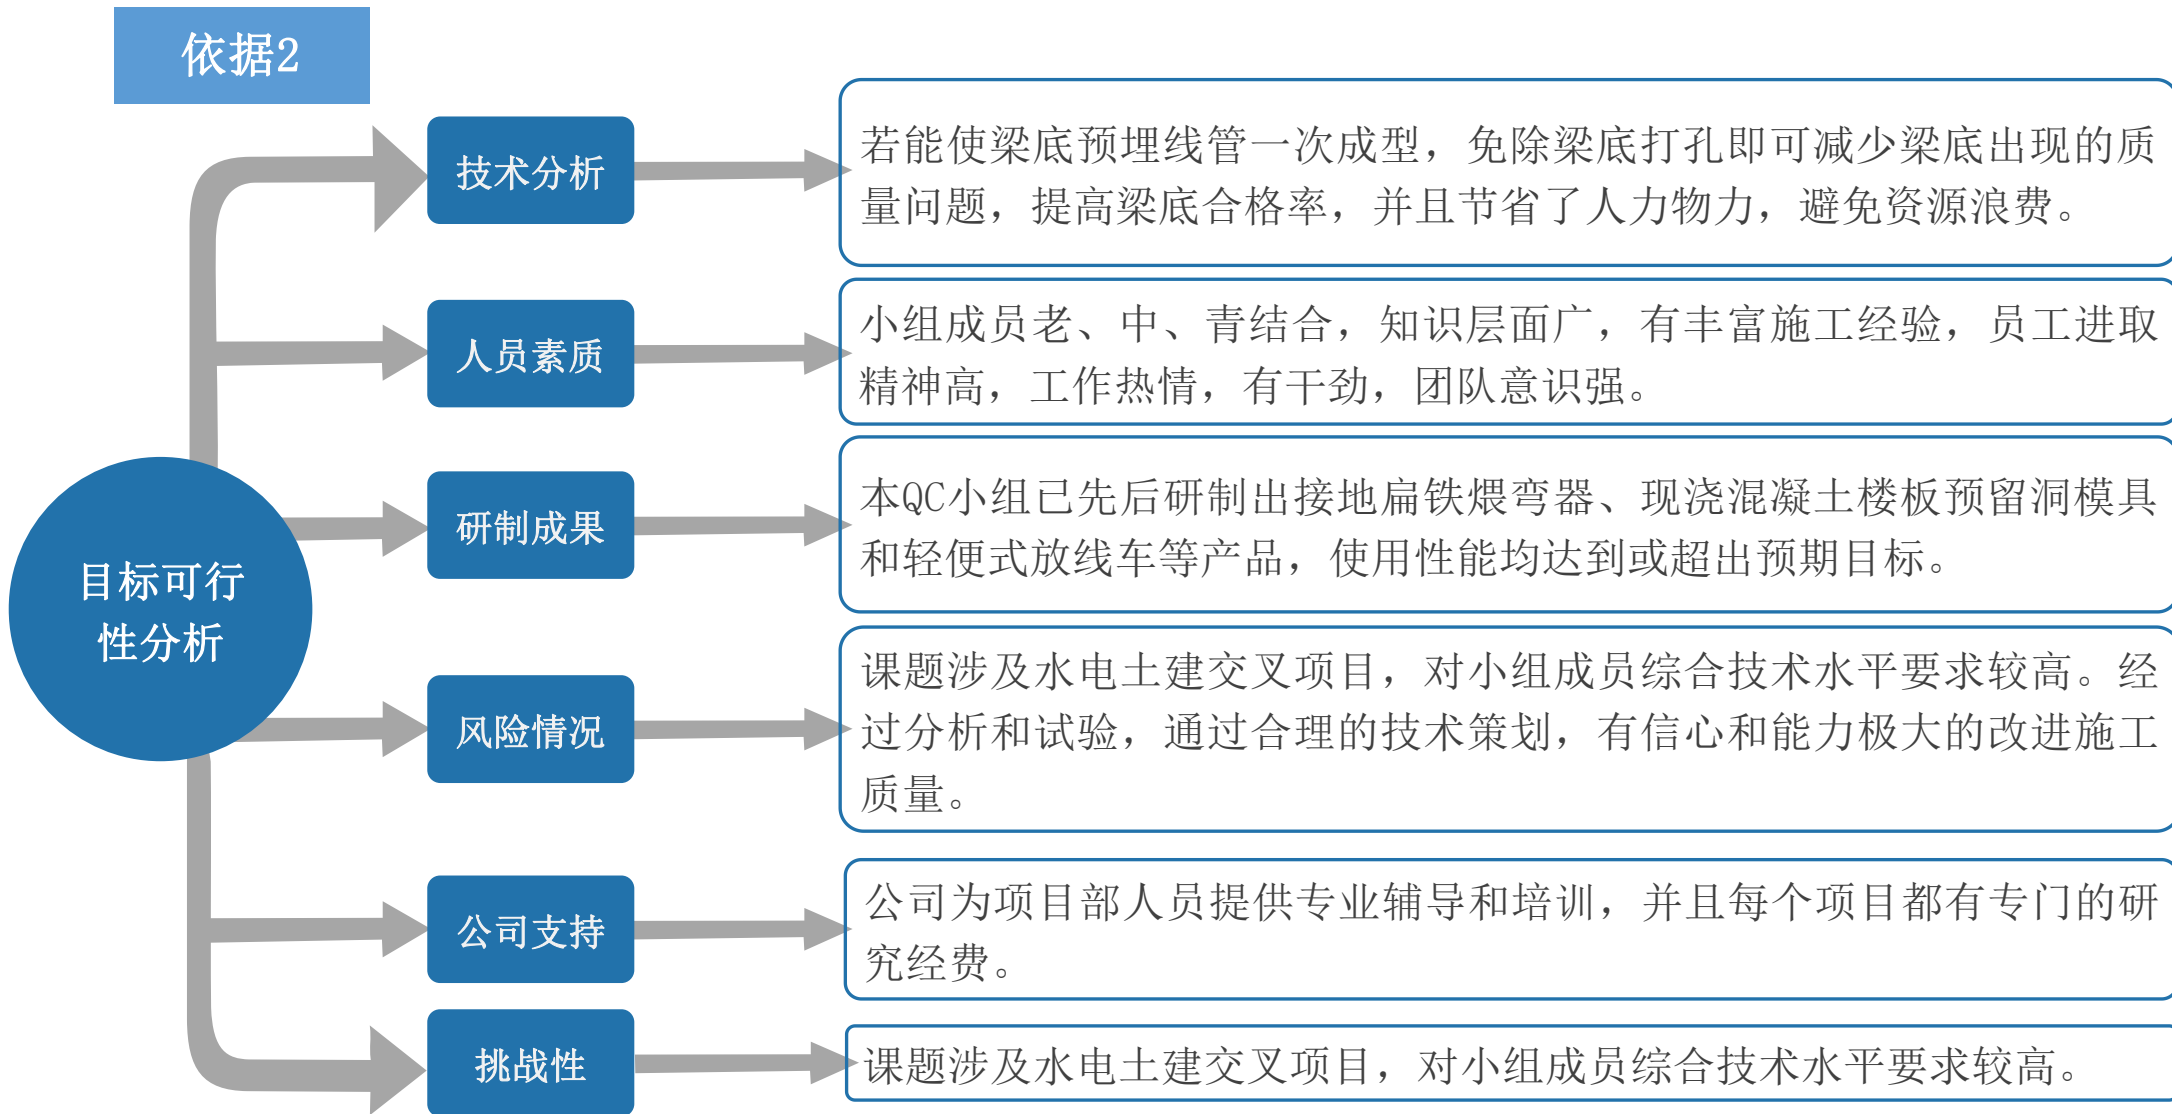 依据2
目标可行
性分析
技术分析
若能使梁底预埋线管一次成型，免除梁底打孔即可减少梁底出现的质
量问题，提高梁底合格率，并且节省了人力物力，避免资源浪费。
人员素质
小组成员老、中、青结合，知识层面广，有丰富施工经验，员工进取
精神高，工作热情，有干劲，团队意识强。
研制成果
本QC小组已先后研制出接地扁铁煨弯器、现浇混凝土楼板预留洞模具
和轻便式放线车等产品，使用性能均达到或超出预期目标。
风险情况
课题涉及水电土建交叉项目，对小组成员综合技术水平要求较高。经
过分析和试验，通过合理的技术策划，有信心和能力极大的改进施工
质量。
公司支持
公司为项目部人员提供专业辅导和培训，并且每个项目都有专门的研
究经费。
挑战性
课题涉及水电土建交叉项目，对小组成员综合技术水平要求较高。